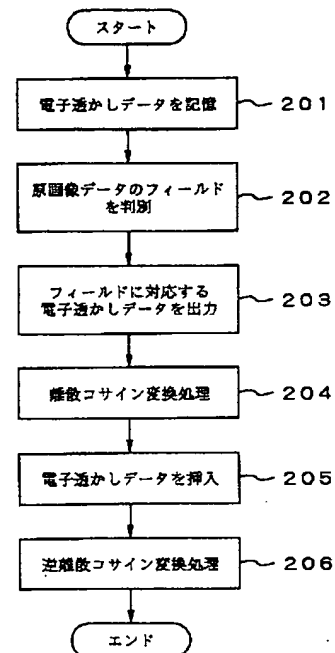 スタート
電子透かしデータを記憶
201
原画像データのフィールド
を判別
202
フィールドに対応する
電子透かしデータを出力
203
離散コサイン変換処理
204
電子透かしデータを挿入
205
逆離散コサイン変換処理
206
エンド